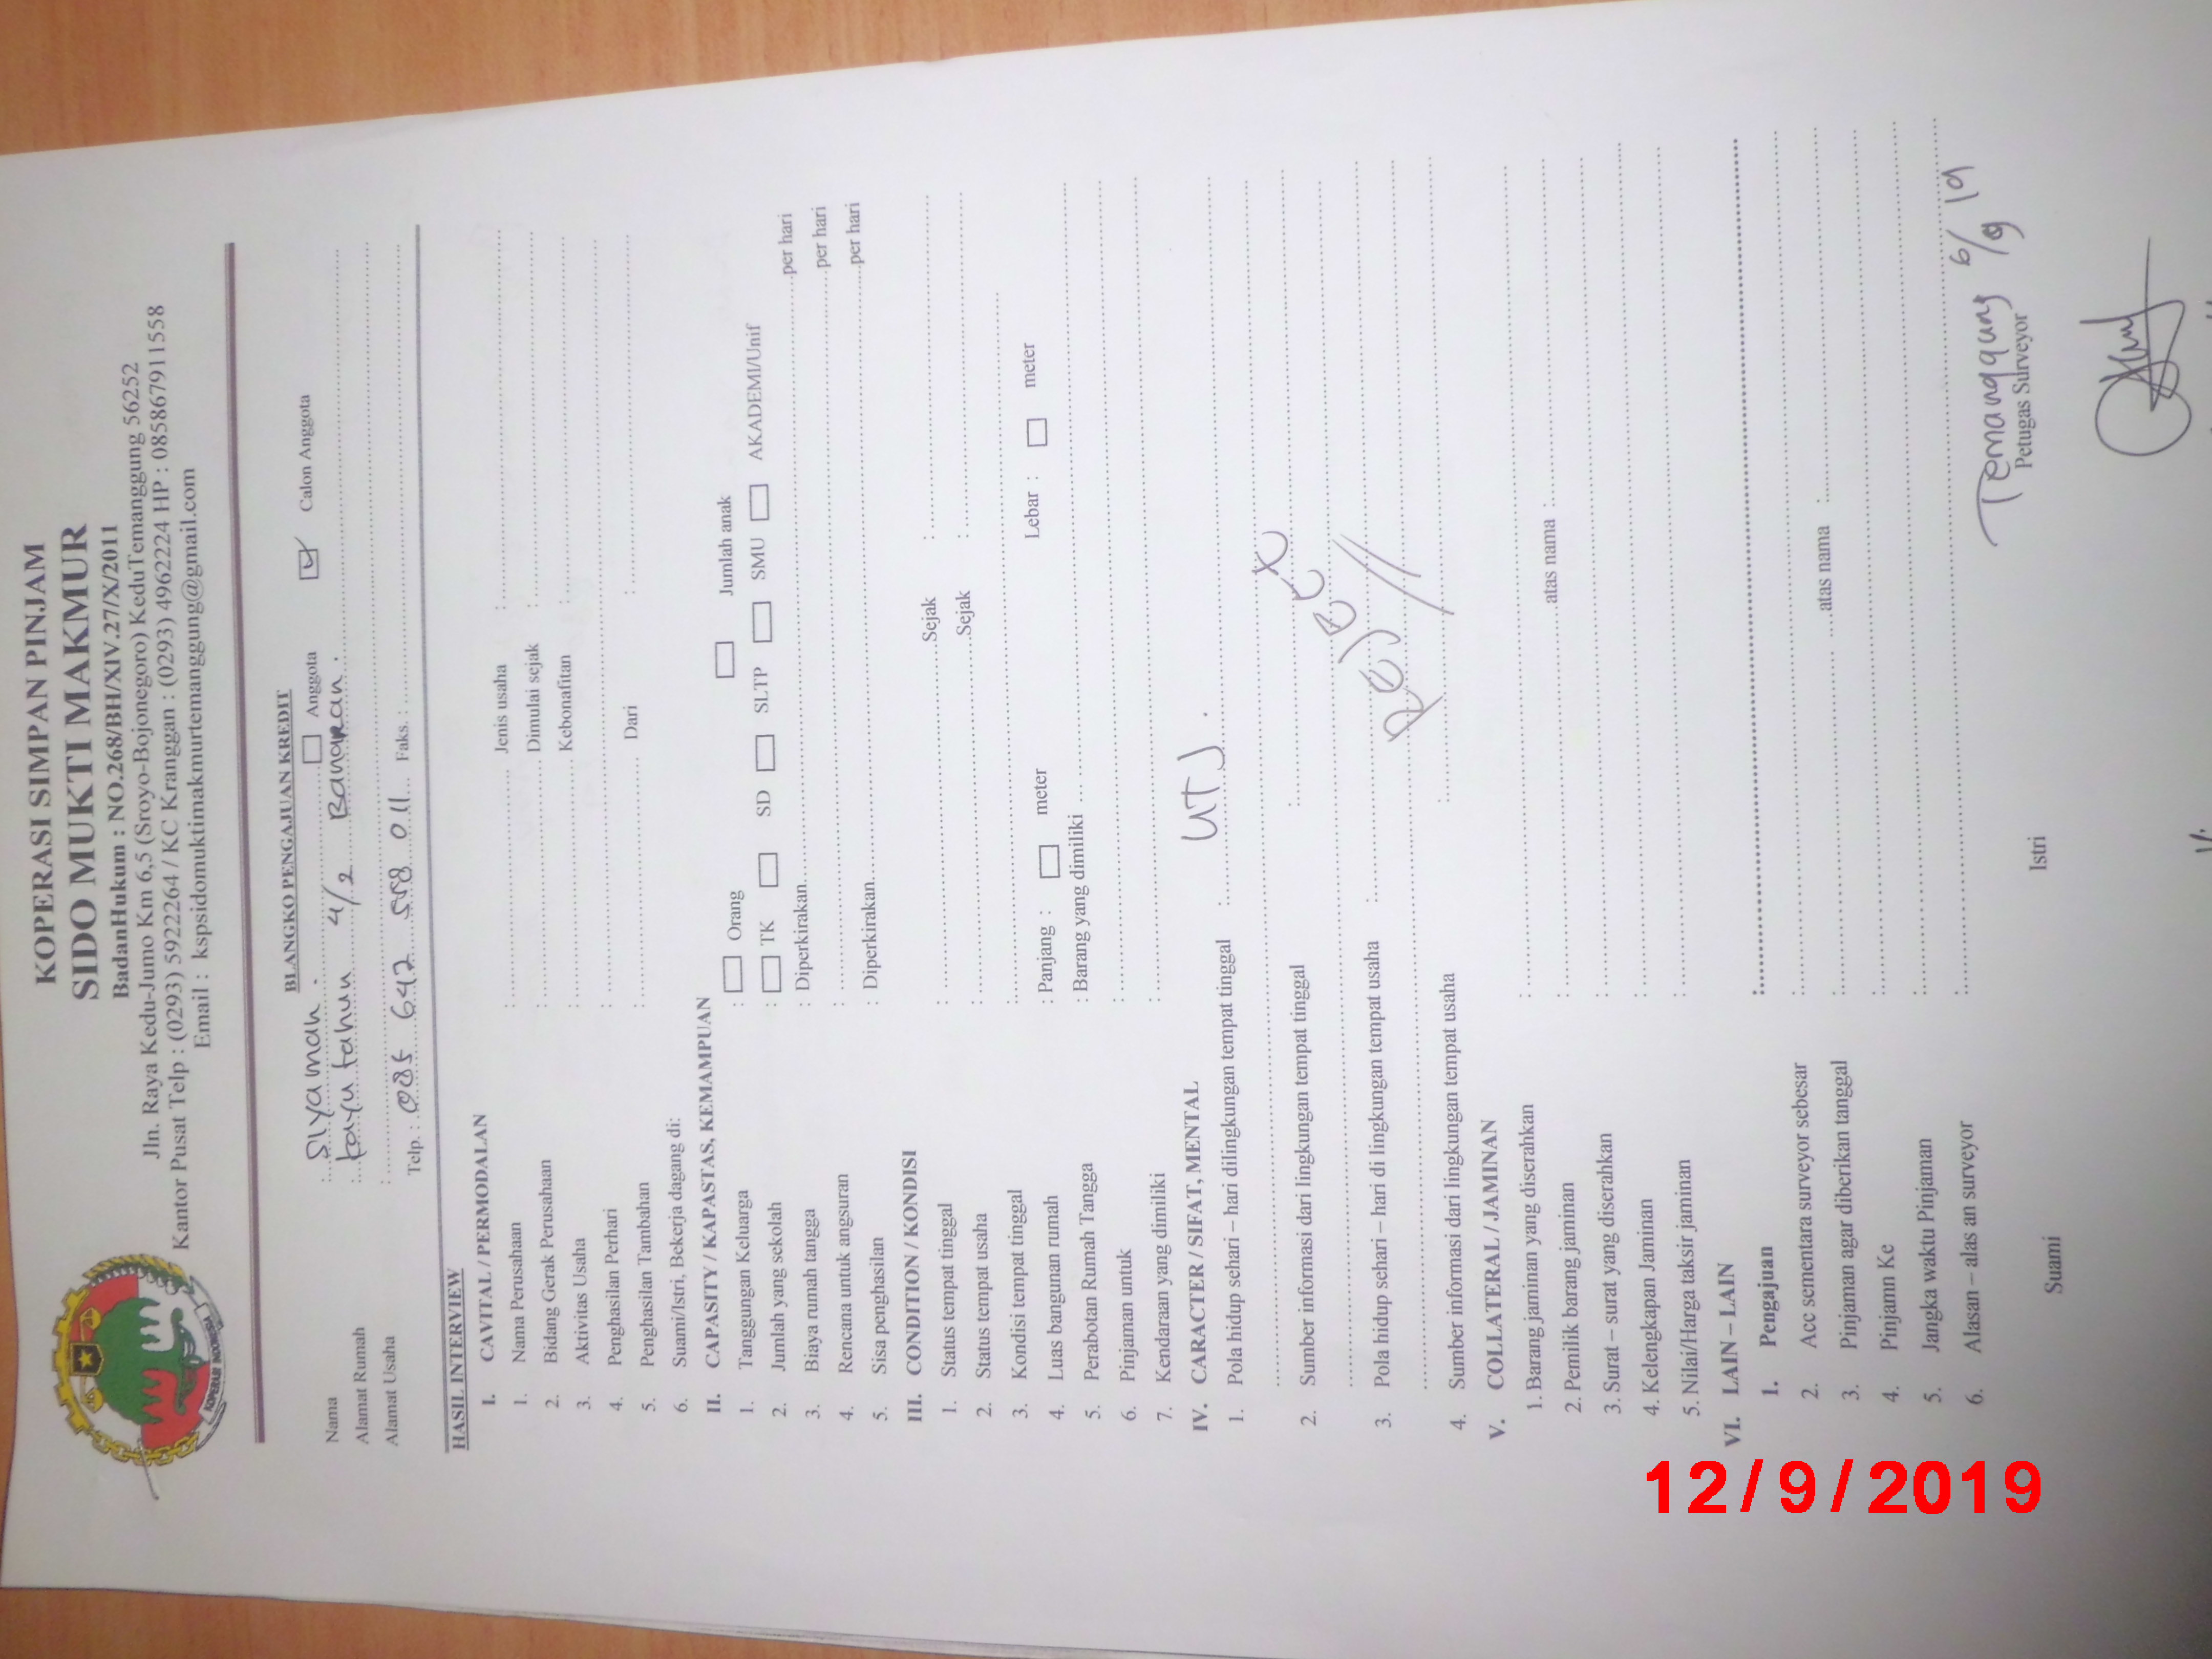 KOPERASI SIMPAN PINJAM
SIDO MUKTI MAKMUR
BadanHukum : NO.268/BH/XIV.27/X/2011
Jln. Raya Kedu-Jumo Km 6,5 (Sroyo-Bojonegoro) KeduTemanggung 56252
Kantor Pusat Telp : (0293) 5922264 / KC Kranggan : (0293) 4962224 HP : 085867911558
Email : kspsidomuktimakmurtemanggung@gmail.com
KOPERASI INDONESIA
BLANGKO PENGAJUAN KREDIT
Nama : Siyamah . Anggota Calon Anggota
Alamat Rumah : kayu tahun 4/2 Banaran .
Alamat Usaha :
Telp. : 085 642 558 011 Faks. :
HASIL INTERVIEW
I. CAVITAL / PERMODALAN
1. Nama Perusahaan : Jenis usaha :
2. Bidang Gerak Perusahaan : Dimulai sejak :
3. Aktivitas Usaha : Kebonafitan :
4. Penghasilan Perhari :
5. Penghasilan Tambahan : Dari :
6. Suami/Istri, Bekerja dagang di:
II. CAPASITY / KAPASTAS, KEMAMPUAN
1. Tanggungan Keluarga : Orang Jumlah anak
2. Jumlah yang sekolah : TK SD SLTP SMU AKADEMI/Unif
3. Biaya rumah tangga : Diperkirakan per hari
4. Rencana untuk angsuran : per hari
5. Sisa penghasilan : Diperkirakan per hari
III. CONDITION / KONDISI
1. Status tempat tinggal : Sejak :
2. Status tempat usaha : Sejak :
3. Kondisi tempat tinggal :
4. Luas bangunan rumah : Panjang : meter Lebar : meter
5. Perabotan Rumah Tangga : Barang yang dimiliki
6. Pinjaman untuk :
7. Kendaraan yang dimiliki :
IV. CARACTER / SIFAT, MENTAL
1. Pola hidup sehari – hari dilingkungan tempat tinggal : UTJ .
2. Sumber informasi dari lingkungan tempat tinggal :
3. Pola hidup sehari – hari di lingkungan tempat usaha :
4. Sumber informasi dari lingkungan tempat usaha :
V. COLLATERAL / JAMINAN
1. Barang jaminan yang diserahkan :
2. Pemilik barang jaminan : atas nama :
3. Surat – surat yang diserahkan :
4. Kelengkapan Jaminan :
5. Nilai/Harga taksir jaminan :
VI. LAIN – LAIN
1. Pengajuan :
2. Acc sementara surveyor sebesar :
3. Pinjaman agar diberikan tanggal : atas nama :
4. Pinjamn Ke :
5. Jangka waktu Pinjaman :
6. Alasan – alas an surveyor :
Temanggung 6/9 19
Suami Istri Petugas Surveyor
12/9/2019